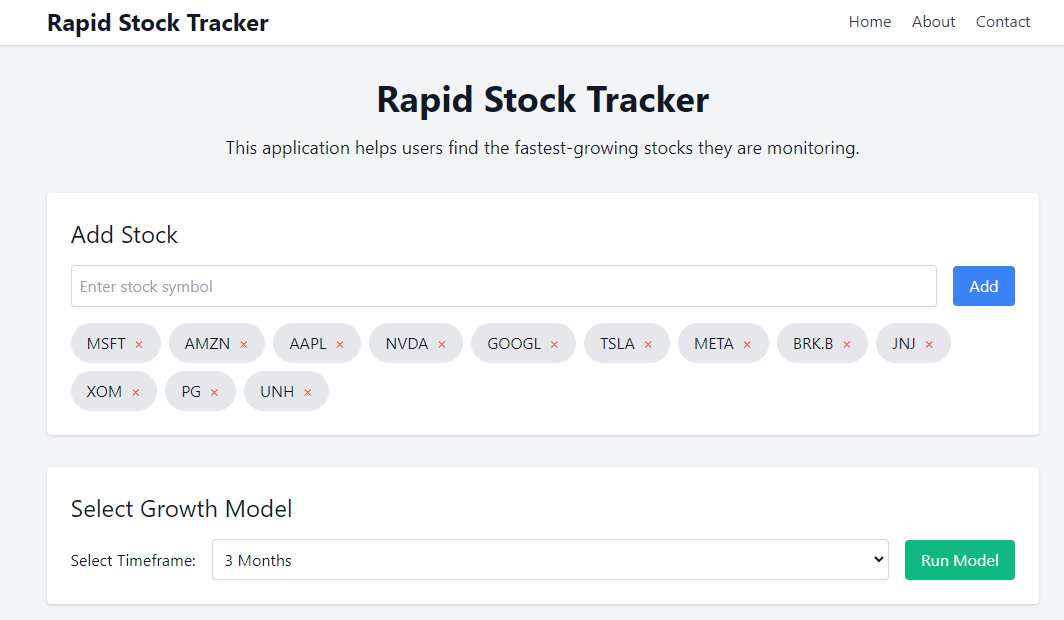 Rapid Stock Tracker Home About Contact
Rapid Stock Tracker
This application helps users find the fastest-growing stocks they are monitoring.
Add Stock
Enter stock symbol Add
MSFT × AMZN × AAPL × NVDA × GOOGL × TSLA × META × BRK.B × JNJ ×
XOM × PG × UNH ×
Select Growth Model
Select Timeframe: 3 Months Run Model